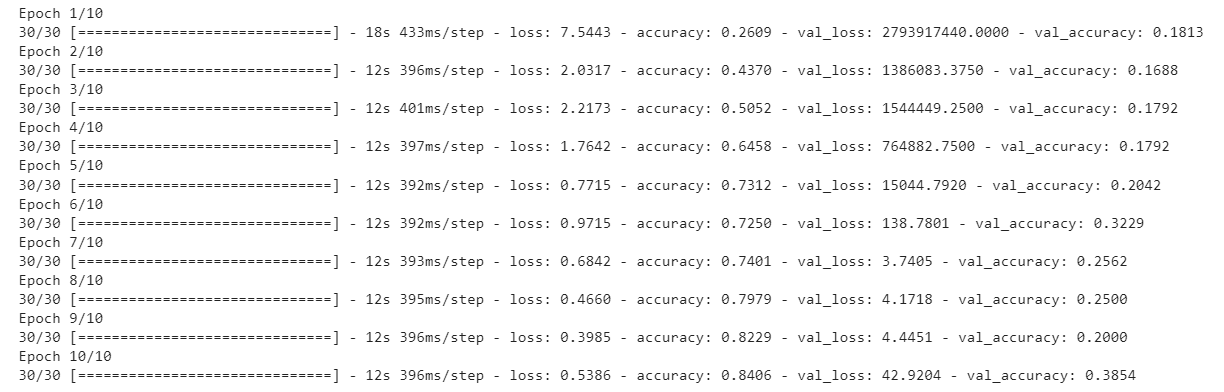 Epoch 1/10
30/30 [==============================] - 18s 433ms/step - loss: 7.5443 - accuracy: 0.2609 - val_loss: 2793917440.0000 - val_accuracy: 0.1813
Epoch 2/10
30/30 [==============================] - 12s 396ms/step - loss: 2.0317 - accuracy: 0.4370 - val_loss: 1386083.3750 - val_accuracy: 0.1688
Epoch 3/10
30/30 [==============================] - 12s 401ms/step - loss: 2.2173 - accuracy: 0.5052 - val_loss: 1544449.2500 - val_accuracy: 0.1792
Epoch 4/10
30/30 [==============================] - 12s 397ms/step - loss: 1.7642 - accuracy: 0.6458 - val_loss: 764882.7500 - val_accuracy: 0.1792
Epoch 5/10
30/30 [==============================] - 12s 392ms/step - loss: 0.7715 - accuracy: 0.7312 - val_loss: 15044.7920 - val_accuracy: 0.2042
Epoch 6/10
30/30 [==============================] - 12s 392ms/step - loss: 0.9715 - accuracy: 0.7250 - val_loss: 138.7801 - val_accuracy: 0.3229
Epoch 7/10
30/30 [==============================] - 12s 393ms/step - loss: 0.6842 - accuracy: 0.7401 - val_loss: 3.7405 - val_accuracy: 0.2562
Epoch 8/10
30/30 [==============================] - 12s 395ms/step - loss: 0.4660 - accuracy: 0.7979 - val_loss: 4.1718 - val_accuracy: 0.2500
Epoch 9/10
30/30 [==============================] - 12s 396ms/step - loss: 0.3985 - accuracy: 0.8229 - val_loss: 4.4451 - val_accuracy: 0.2000
Epoch 10/10
30/30 [==============================] - 12s 396ms/step - loss: 0.5386 - accuracy: 0.8406 - val_loss: 42.9204 - val_accuracy: 0.3854